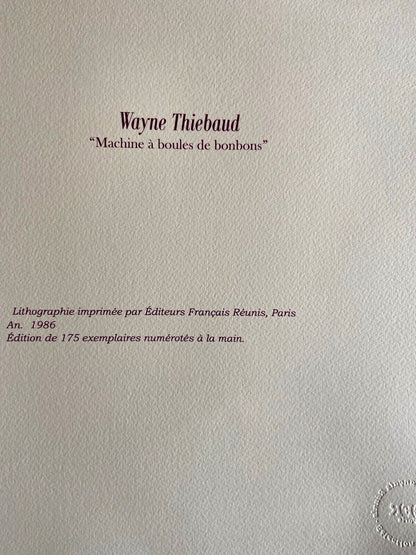 Wayne Thiebaud
“Machine à boules de bonbons”
Lithographie imprimée par Éditeurs Français Réunis, Paris
An. 1986
Édition de 175 exemplaires numérotés à la main.